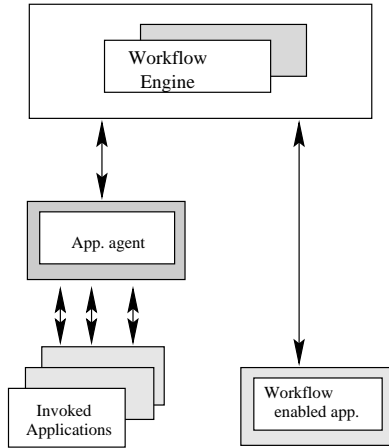 Workflow
Engine
App. agent
Invoked
Applications
Workflow
enabled app.